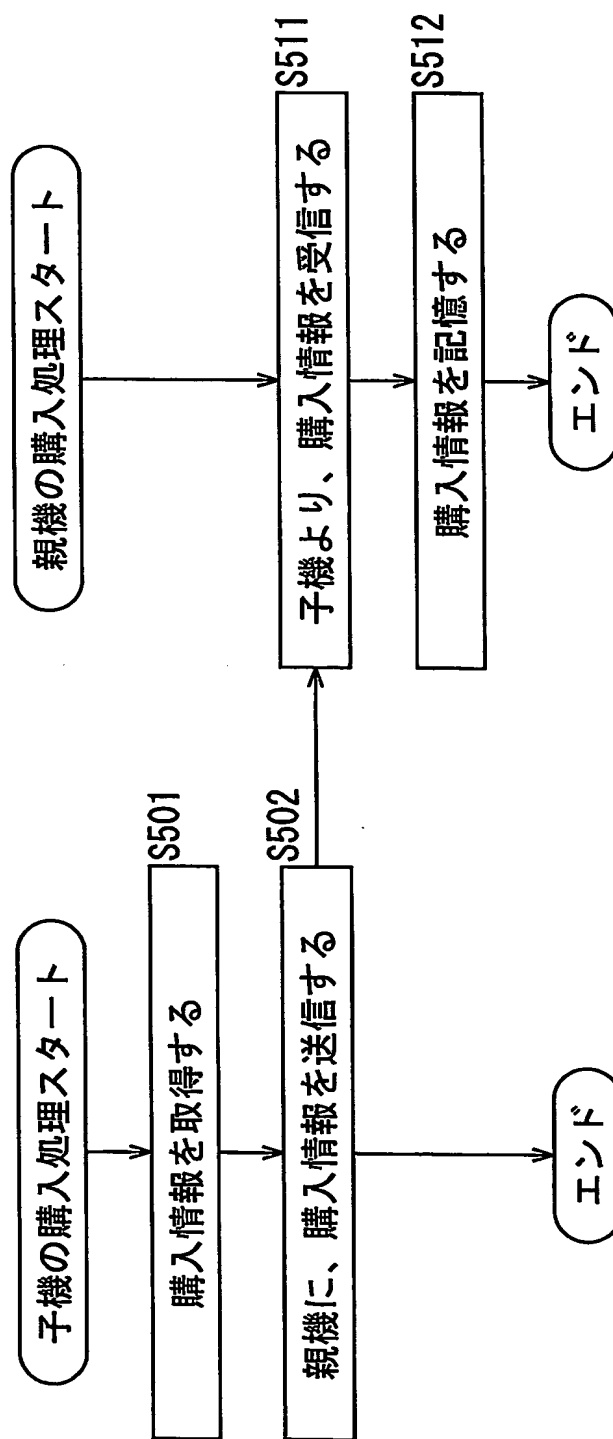 子機の購入処理スタート
S501
購入情報を取得する
S502
親機に、購入情報を送信する
エンド
親機の購入処理スタート
S511
子機より、購入情報を受信する
S512
購入情報を記憶する
エンド